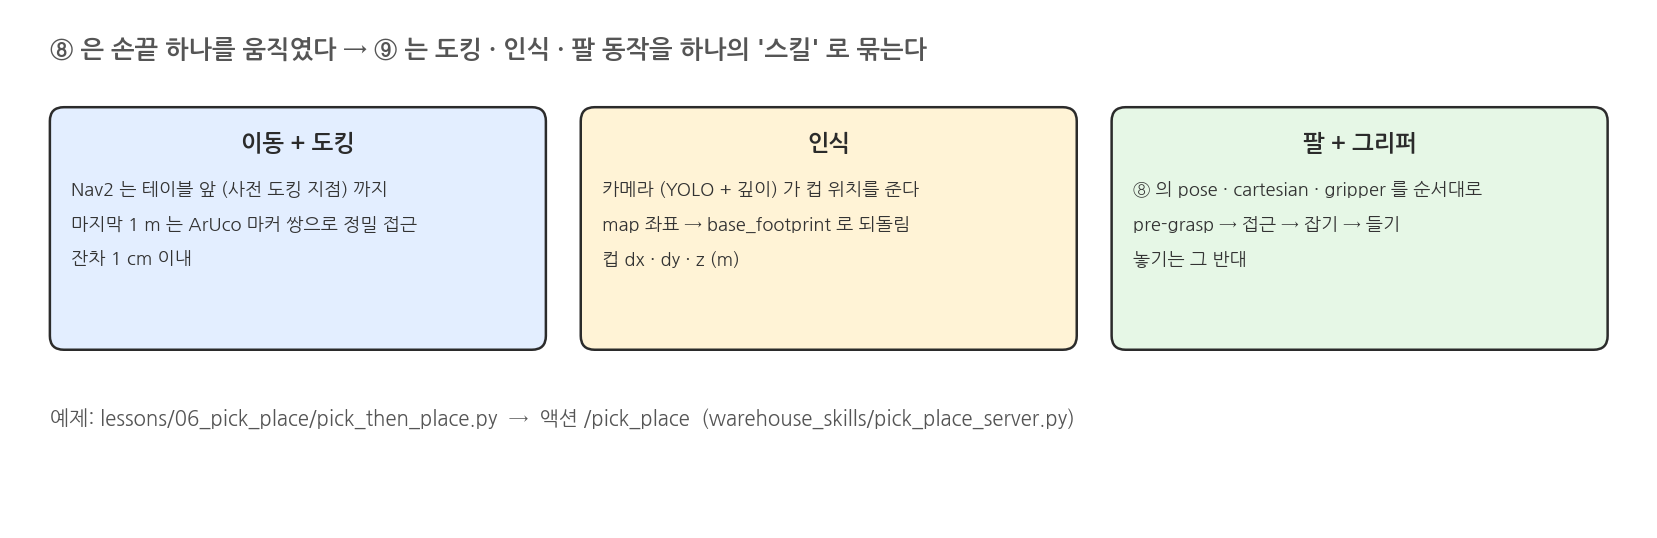 ⑧ 은 손끝 하나를 움직였다 → ⑨ 는 도킹 · 인식 · 팔 동작을 하나의 '스킬' 로 묶는다
이동 + 도킹
Nav2 는 테이블 앞 (사전 도킹 지점) 까지
마지막 1 m 는 ArUco 마커 쌍으로 정밀 접근
잔차 1 cm 이내
인식
카메라 (YOLO + 깊이) 가 컵 위치를 준다
map 좌표 → base_footprint 로 되돌림
컵 dx · dy · z (m)
팔 + 그리퍼
⑧ 의 pose · cartesian · gripper 를 순서대로
pre-grasp → 접근 → 잡기 → 들기
놓기는 그 반대
예제: lessons/06_pick_place/pick_then_place.py → 액션 /pick_place (warehouse_skills/pick_place_server.py)